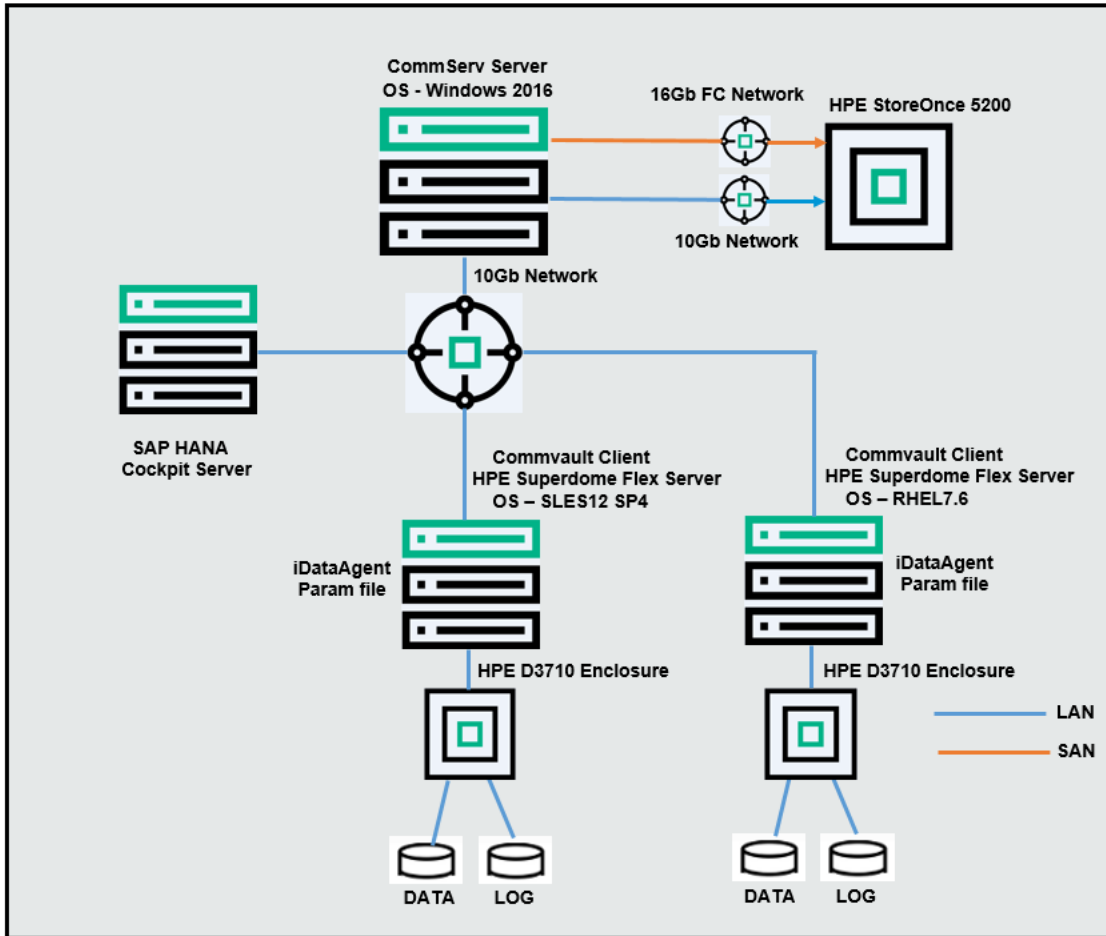 CommServ Server
OS - Windows 2016
16Gb FC Network
HPE StoreOnce 5200
10Gb Network
10Gb Network
SAP HANA
Cockpit Server
Commvault Client
HPE Superdome Flex Server
OS – SLES12 SP4
Commvault Client
HPE Superdome Flex Server
OS – RHEL7.6
iDataAgent
Param file
iDataAgent
Param file
HPE D3710 Enclosure
HPE D3710 Enclosure
LAN
SAN
DATA
LOG
DATA
LOG